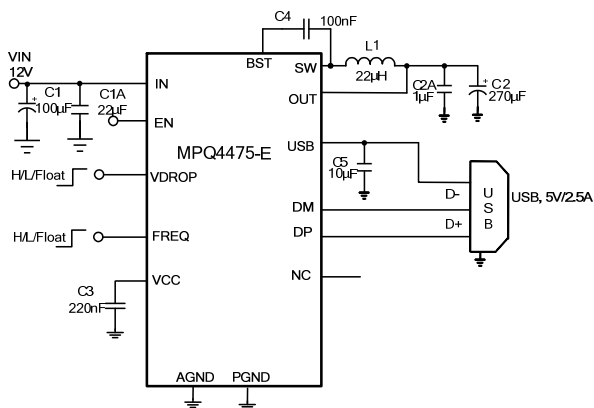 C4
100nF
VIN
12V
BST
SW
L1
22µH
C1
100µF
C1A
22µF
IN
OUT
C2A
1µF
C2
270µF
EN
MPQ4475-E
USB
C5
10µF
H/L/Float
VDROP
D-
USB
USB, 5V/2.5A
DM
D+
H/L/Float
FREQ
DP
VCC
NC
C3
220nF
AGND
PGND